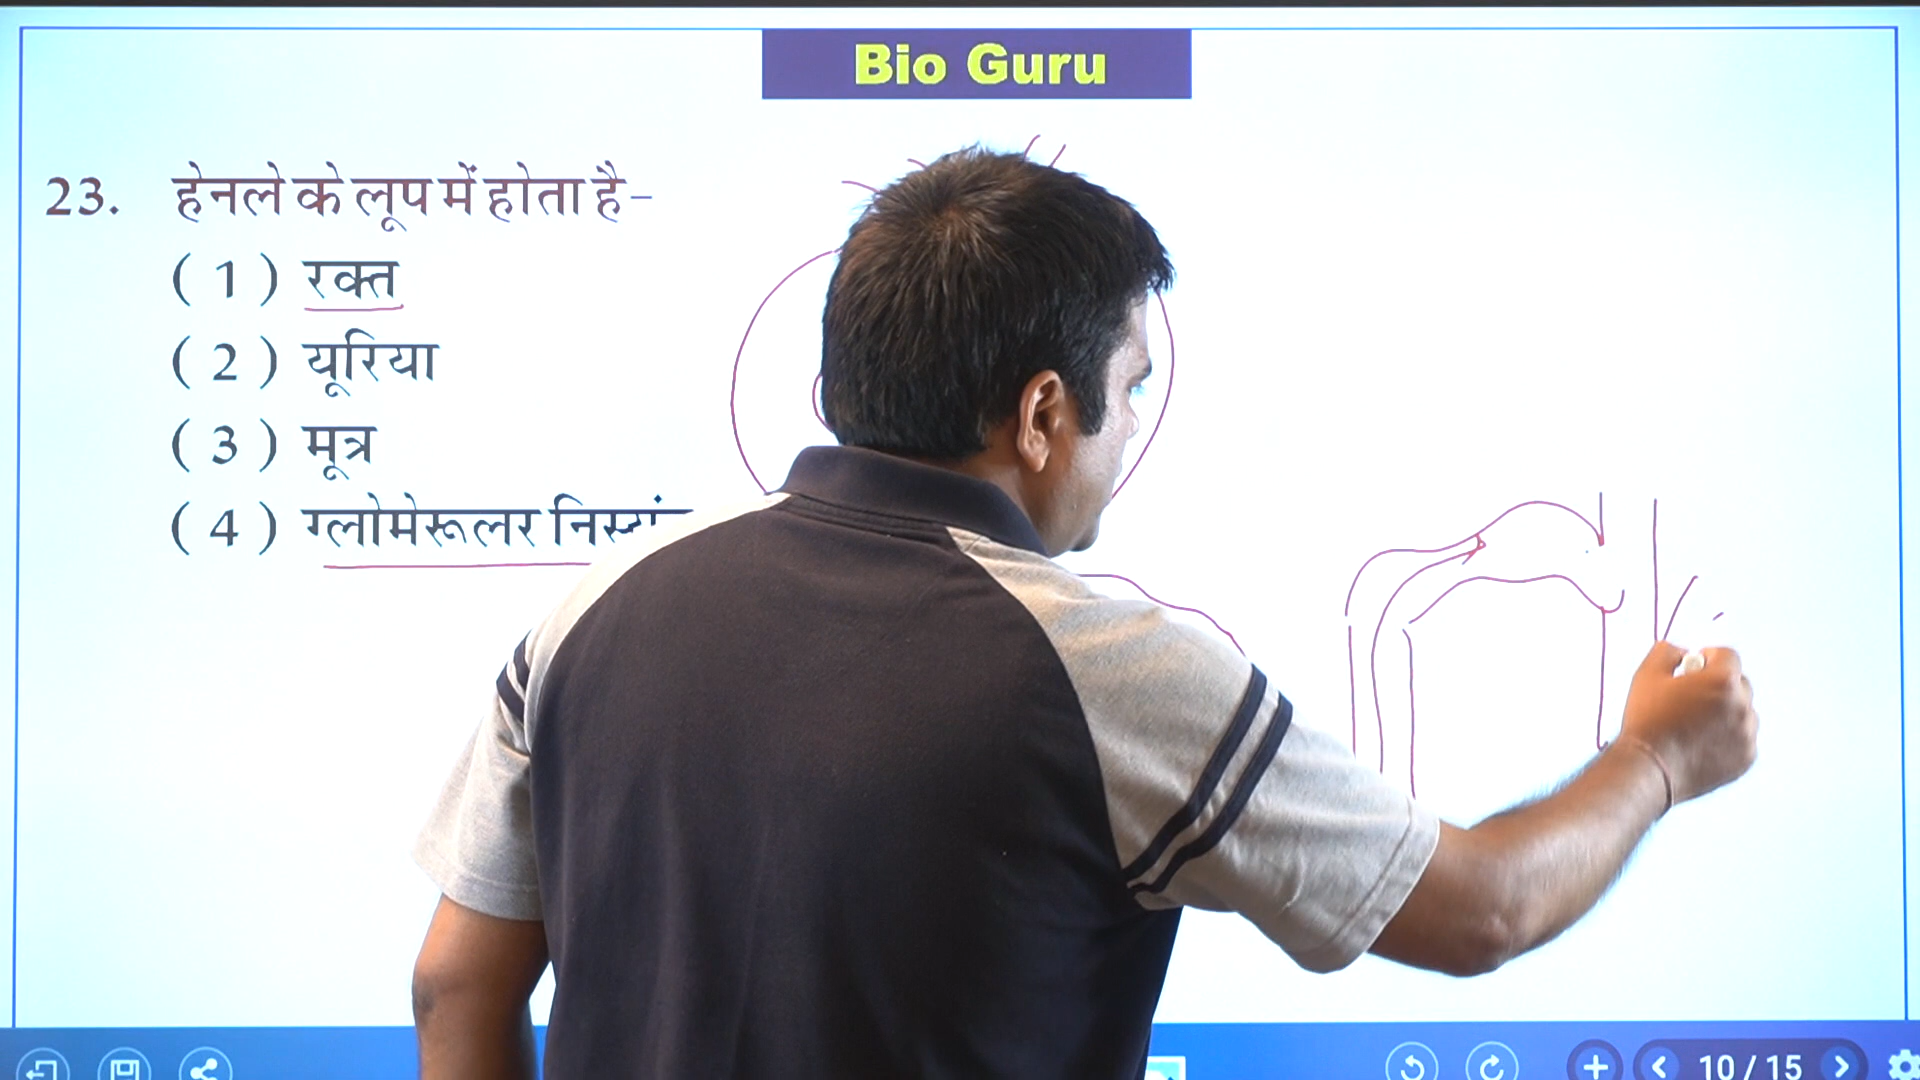 Bio Guru
23. हेनले के लूप में होता है-
(1) रक्त
(2) यूरिया
(3) मूत्र
(4) ग्लोमेरूलर
10 / 15